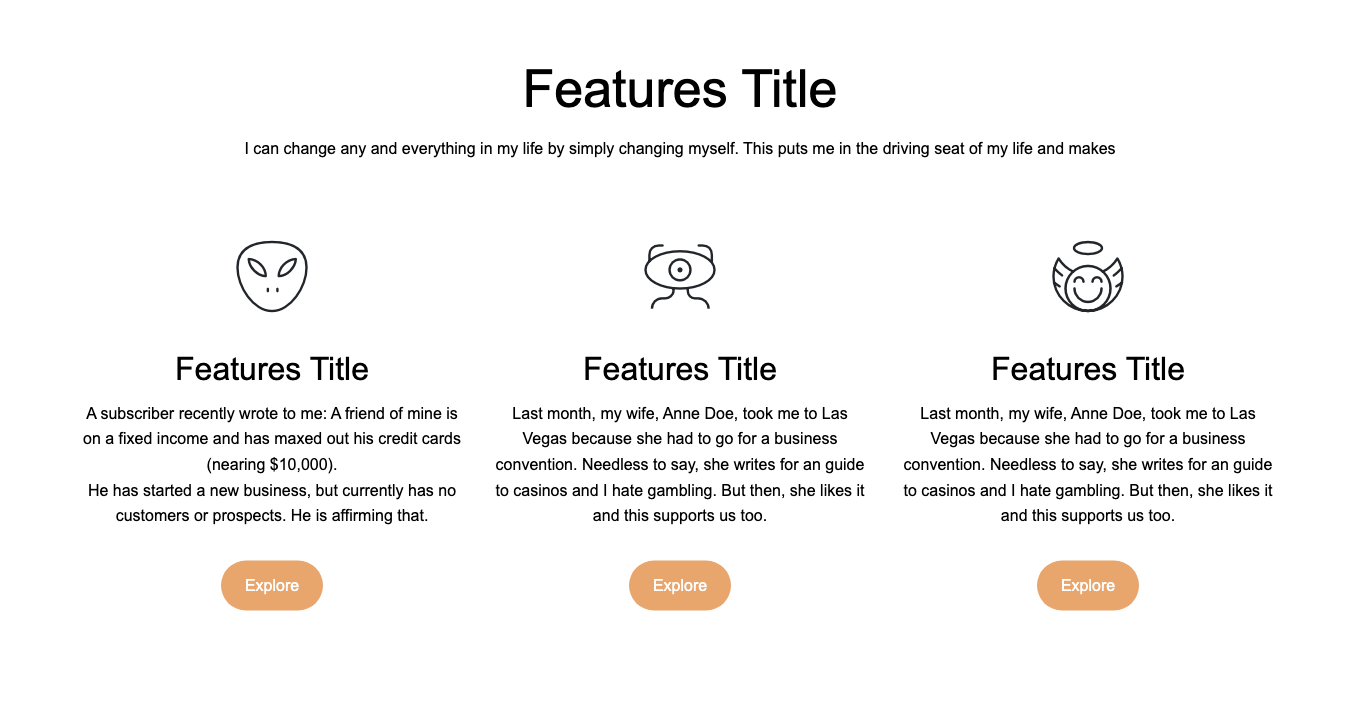 Features Title
I can change any and everything in my life by simply changing myself. This puts me in the driving seat of my life and makes
Features Title
A subscriber recently wrote to me: A friend of mine is
on a fixed income and has maxed out his credit cards
(nearing $10,000).
He has started a new business, but currently has no
customers or prospects. He is affirming that.
Explore
Features Title
Last month, my wife, Anne Doe, took me to Las
Vegas because she had to go for a business
convention. Needless to say, she writes for an guide
to casinos and I hate gambling. But then, she likes it
and this supports us too.
Explore
Features Title
Last month, my wife, Anne Doe, took me to Las
Vegas because she had to go for a business
convention. Needless to say, she writes for an guide
to casinos and I hate gambling. But then, she likes it
and this supports us too.
Explore